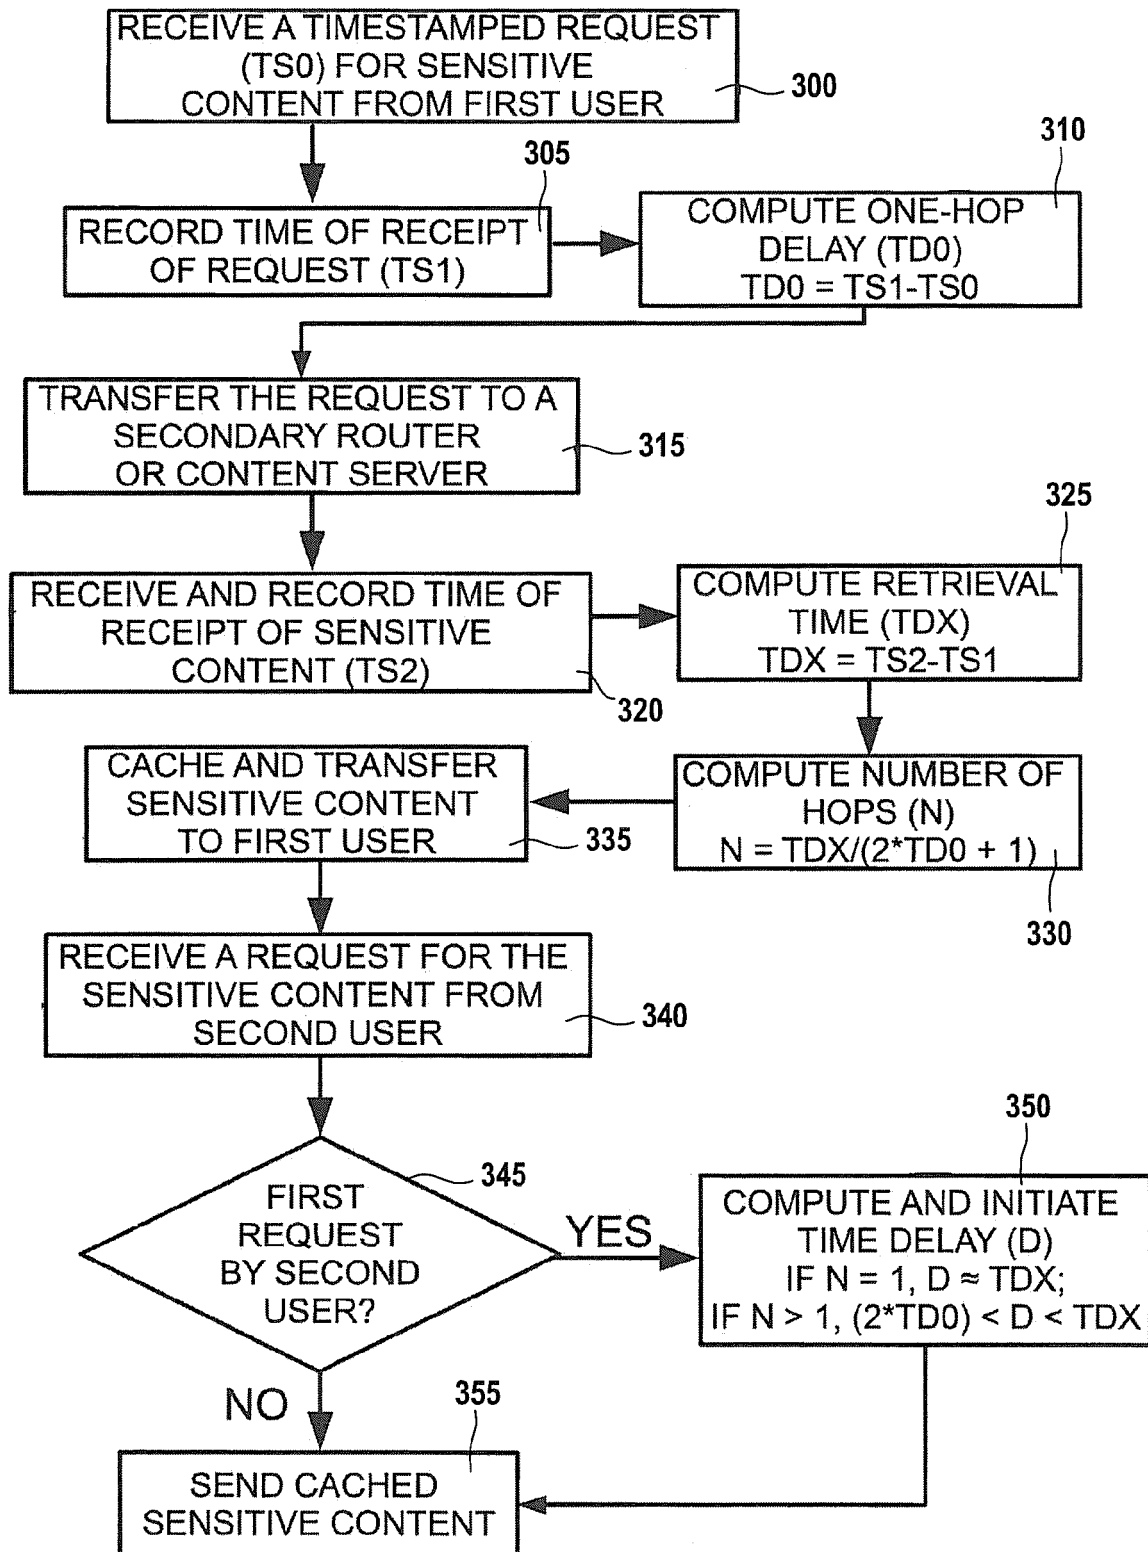 RECEIVE A TIMESTAMPED REQUEST
(TS0) FOR SENSITIVE
CONTENT FROM FIRST USER
300
305
RECORD TIME OF RECEIPT
OF REQUEST (TS1)
310
COMPUTE ONE-HOP
DELAY (TD0)
TD0 = TS1-TS0
TRANSFER THE REQUEST TO A
SECONDARY ROUTER
OR CONTENT SERVER
315
RECEIVE AND RECORD TIME OF
RECEIPT OF SENSITIVE
CONTENT (TS2)
320
325
COMPUTE RETRIEVAL
TIME (TDX)
TDX = TS2-TS1
COMPUTE NUMBER OF
HOPS (N)
N = TDX/(2*TD0 + 1)
330
CACHE AND TRANSFER
SENSITIVE CONTENT
TO FIRST USER
335
RECEIVE A REQUEST FOR THE
SENSITIVE CONTENT FROM
SECOND USER
340
345
FIRST
REQUEST
BY SECOND
USER?
YES
350
COMPUTE AND INITIATE
TIME DELAY (D)
IF N = 1, D ≈ TDX;
IF N > 1, (2*TD0) < D < TDX
NO
355
SEND CACHED
SENSITIVE CONTENT